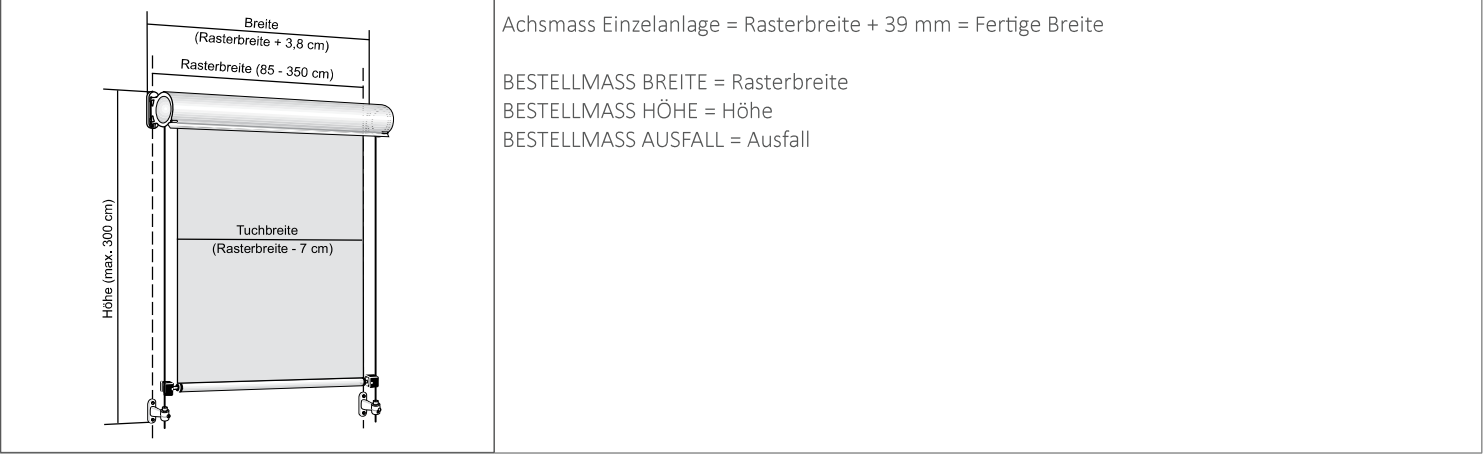 Breite
(Rasterbreite + 3,8 cm)
Rasterbreite (85 - 350 cm)
Höhe (max. 300 cm)
Tuchbreite
(Rasterbreite - 7 cm)
Achsmass Einzelanlage = Rasterbreite + 39 mm = Fertige Breite
BESTELLMASS BREITE = Rasterbreite
BESTELLMASS HÖHE = Höhe
BESTELLMASS AUSFALL = Ausfall